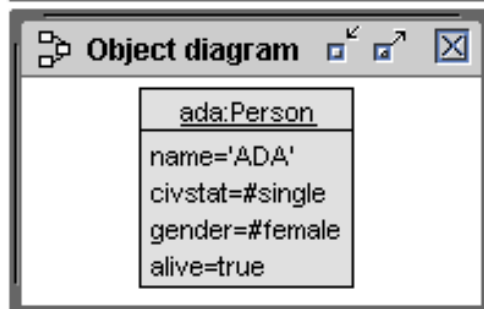 Object diagram
ada:Person
name='ADA'
civstat=#single
gender=#female
alive=true